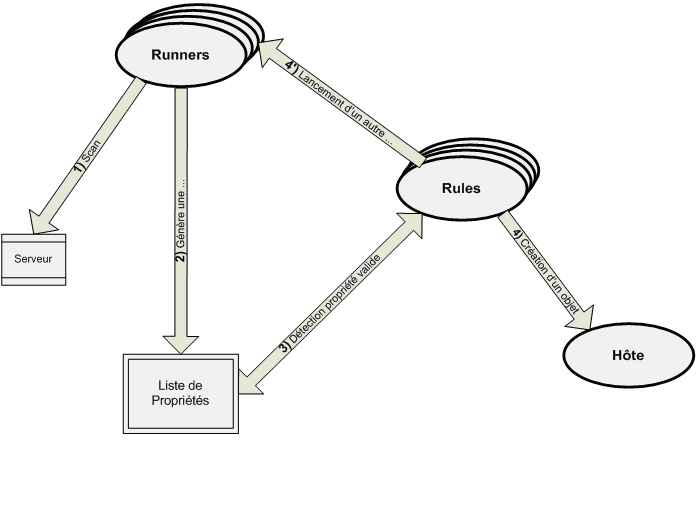 Runners
4') Lancement d'un autre ...
1) Scan
Rules
2) Génère une ...
4) Création d'un objet
Serveur
3) Détection propriété valide
Hôte
Liste de
Propriétés